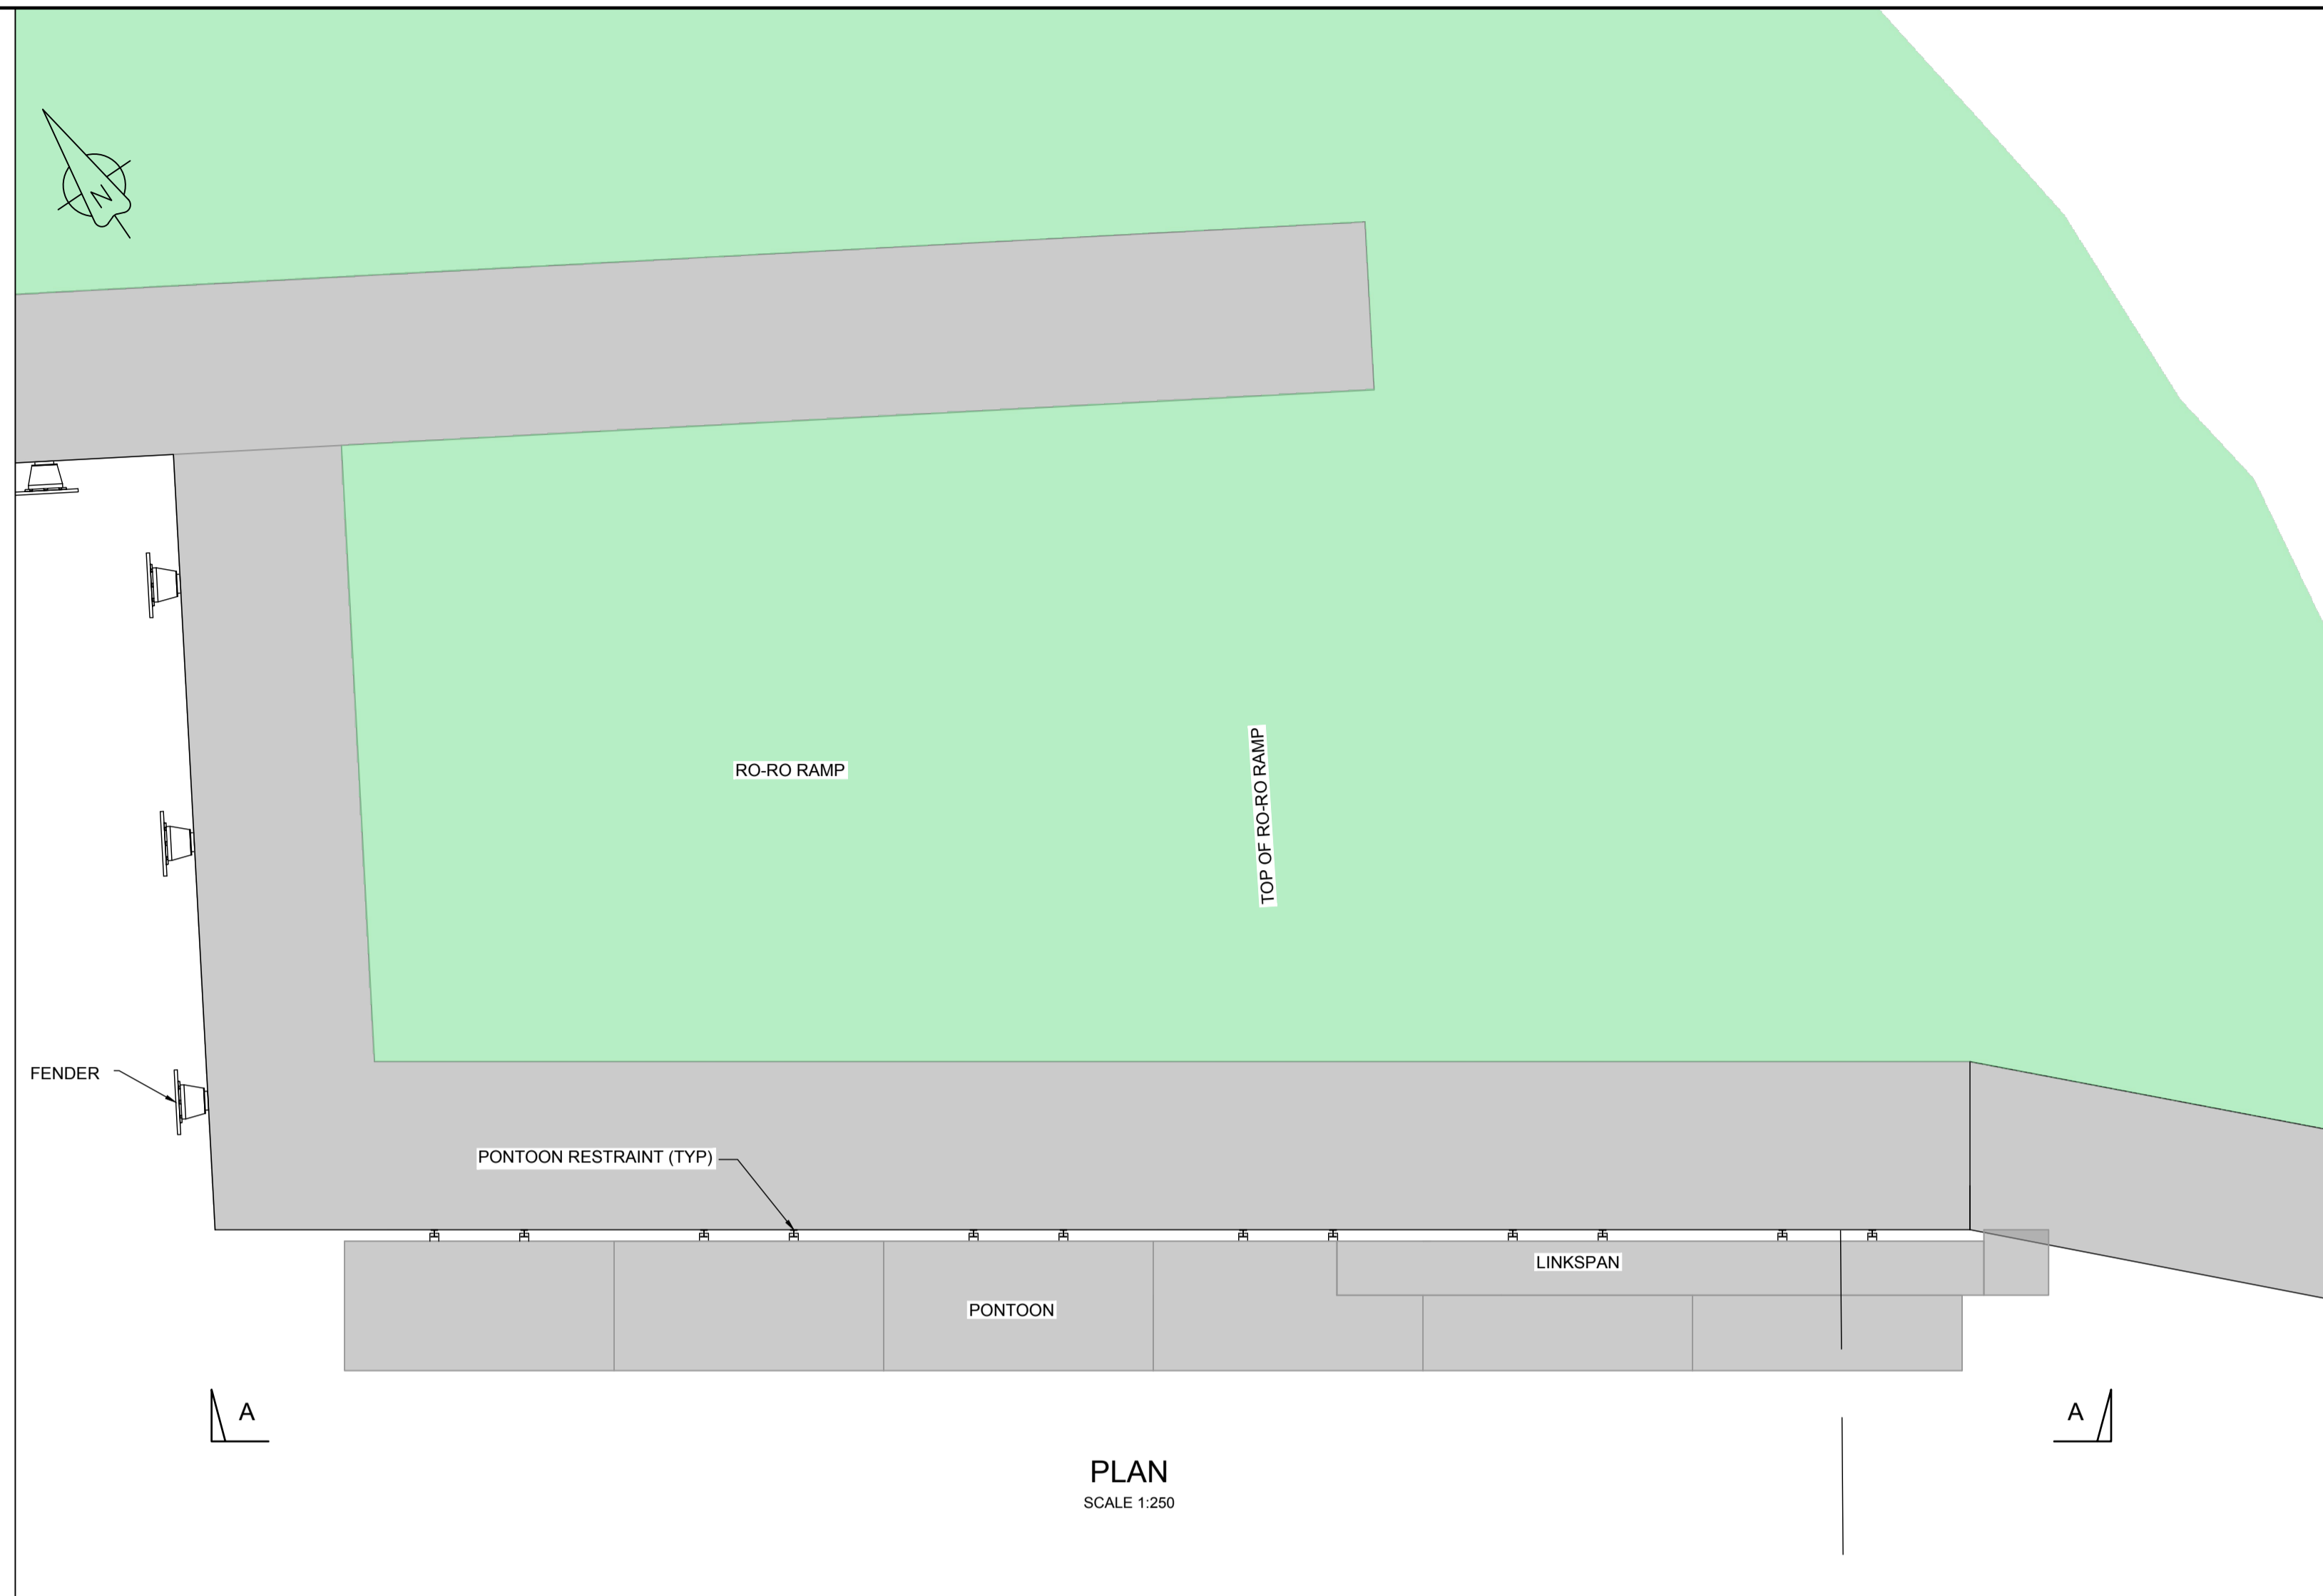 N
RO-RO RAMP
TOP OF RO-RO RAMP
FENDER
PONTOON RESTRAINT (TYP)
LINKSPAN
PONTOON
A
A
PLAN
SCALE 1:250